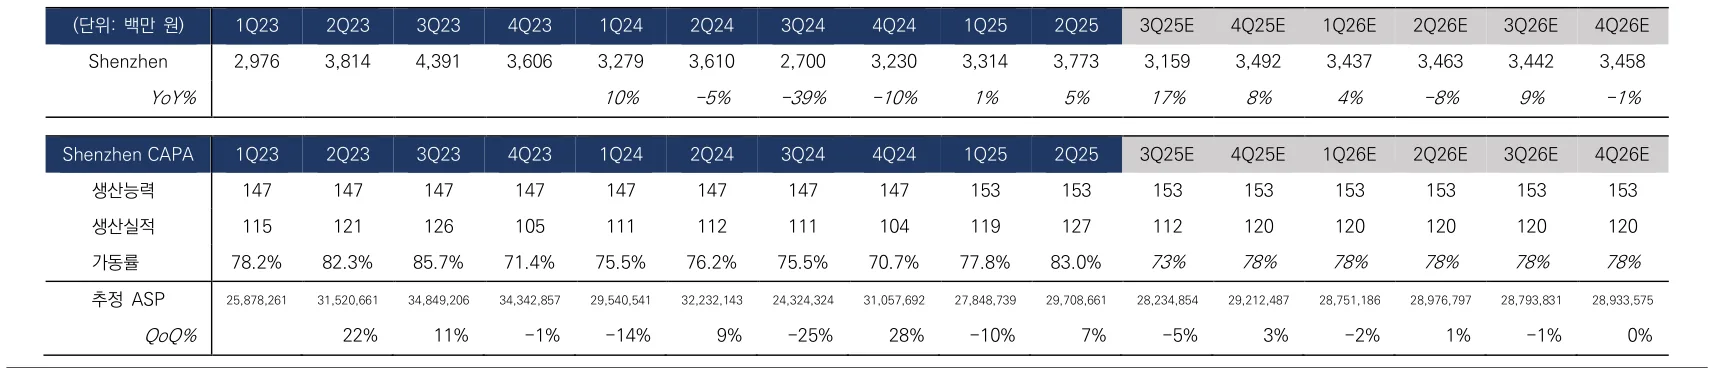 (단위: 백만 원) 1Q23 2Q23 3Q23 4Q23 1Q24 2Q24 3Q24 4Q24 1Q25 2Q25 3Q25E 4Q25E 1Q26E 2Q26E 3Q26E 4Q26E
Shenzhen 2,976 3,814 4,391 3,606 3,279 3,610 2,700 3,230 3,314 3,773 3,159 3,492 3,437 3,463 3,442 3,458
YoY% 10% -5% -39% -10% 1% 5% 17% 8% 4% -8% 9% -1%
Shenzhen CAPA 1Q23 2Q23 3Q23 4Q23 1Q24 2Q24 3Q24 4Q24 1Q25 2Q25 3Q25E 4Q25E 1Q26E 2Q26E 3Q26E 4Q26E
생산능력 147 147 147 147 147 147 147 147 153 153 153 153 153 153 153 153
생산실적 115 121 126 105 111 112 111 104 119 127 112 120 120 120 120 120
가동률 78.2% 82.3% 85.7% 71.4% 75.5% 76.2% 75.5% 70.7% 77.8% 83.0% 73% 78% 78% 78% 78% 78%
추정 ASP 25,878,261 31,520,661 34,849,206 34,342,857 29,540,541 32,232,143 24,324,324 31,057,692 27,848,739 29,708,661 28,234,854 29,212,487 28,751,186 28,976,797 28,793,831 28,933,575
QoQ% 22% 11% -1% -14% 9% -25% 28% -10% 7% -5% 3% -2% 1% -1% 0%